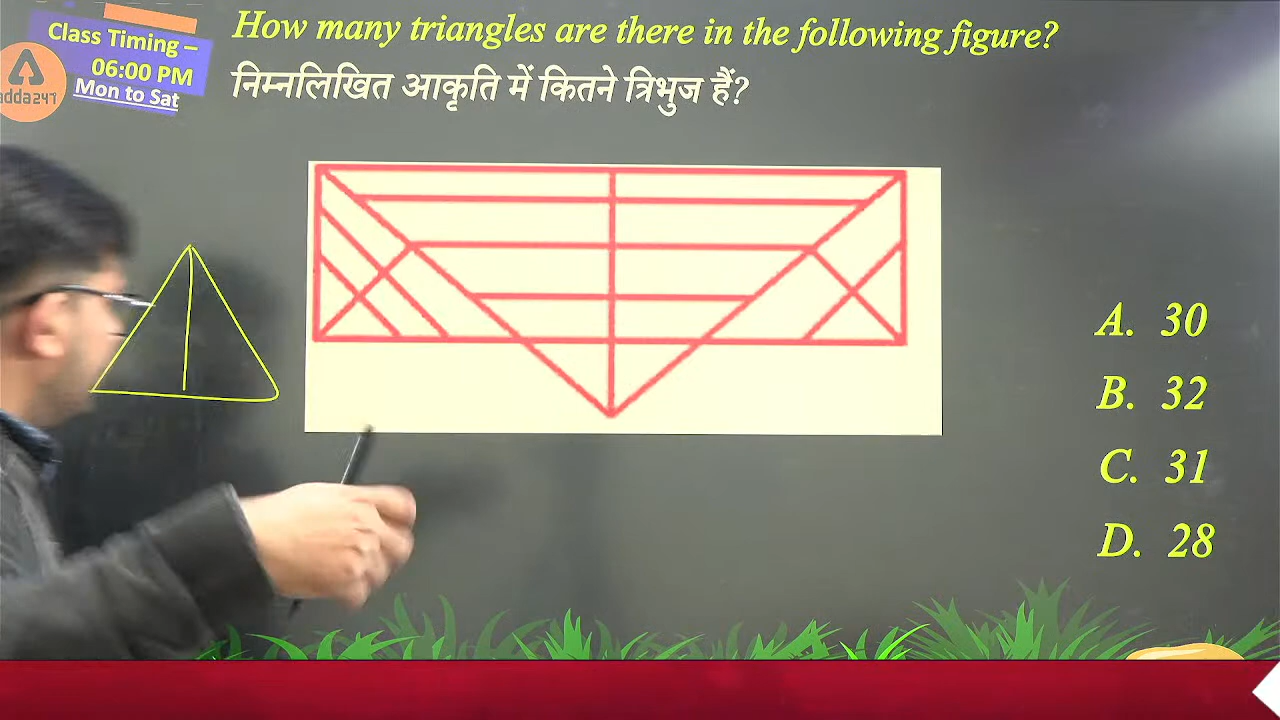 Class Timing –
06:00 PM
Mon to Sat
adda247
How many triangles are there in the following figure?
निम्नलिखित आकृति में कितने त्रिभुज हैं?
A. 30
B. 32
C. 31
D. 28